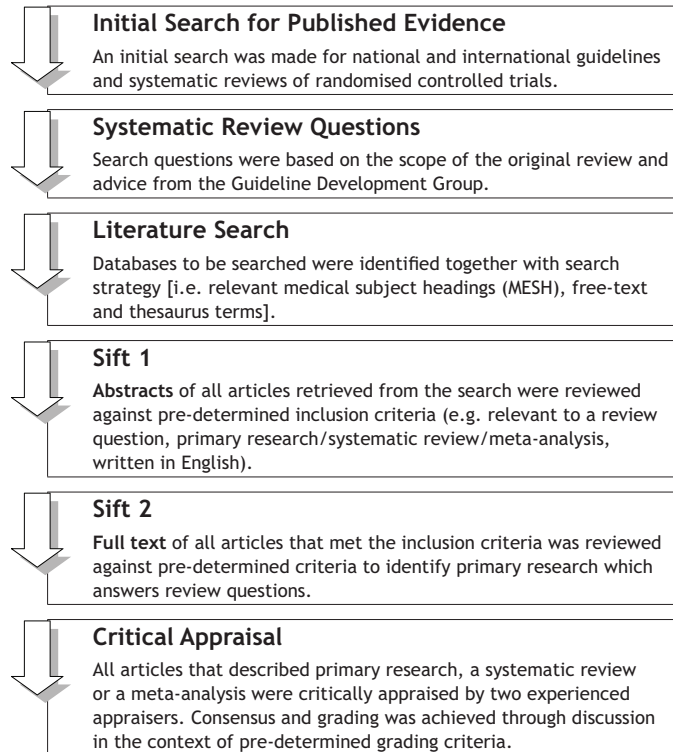 Initial Search for Published Evidence
An initial search was made for national and international guidelines
and systematic reviews of randomised controlled trials.
Systematic Review Questions
Search questions were based on the scope of the original review and
advice from the Guideline Development Group.
Literature Search
Databases to be searched were identified together with search
strategy [i.e. relevant medical subject headings (MESH), free-text
and thesaurus terms].
Sift 1
Abstracts of all articles retrieved from the search were reviewed
against pre-determined inclusion criteria (e.g. relevant to a review
question, primary research/systematic review/meta-analysis,
written in English).
Sift 2
Full text of all articles that met the inclusion criteria was reviewed
against pre-determined criteria to identify primary research which
answers review questions.
Critical Appraisal
All articles that described primary research, a systematic review
or a meta-analysis were critically appraised by two experienced
appraisers. Consensus and grading was achieved through discussion
in the context of pre-determined grading criteria.